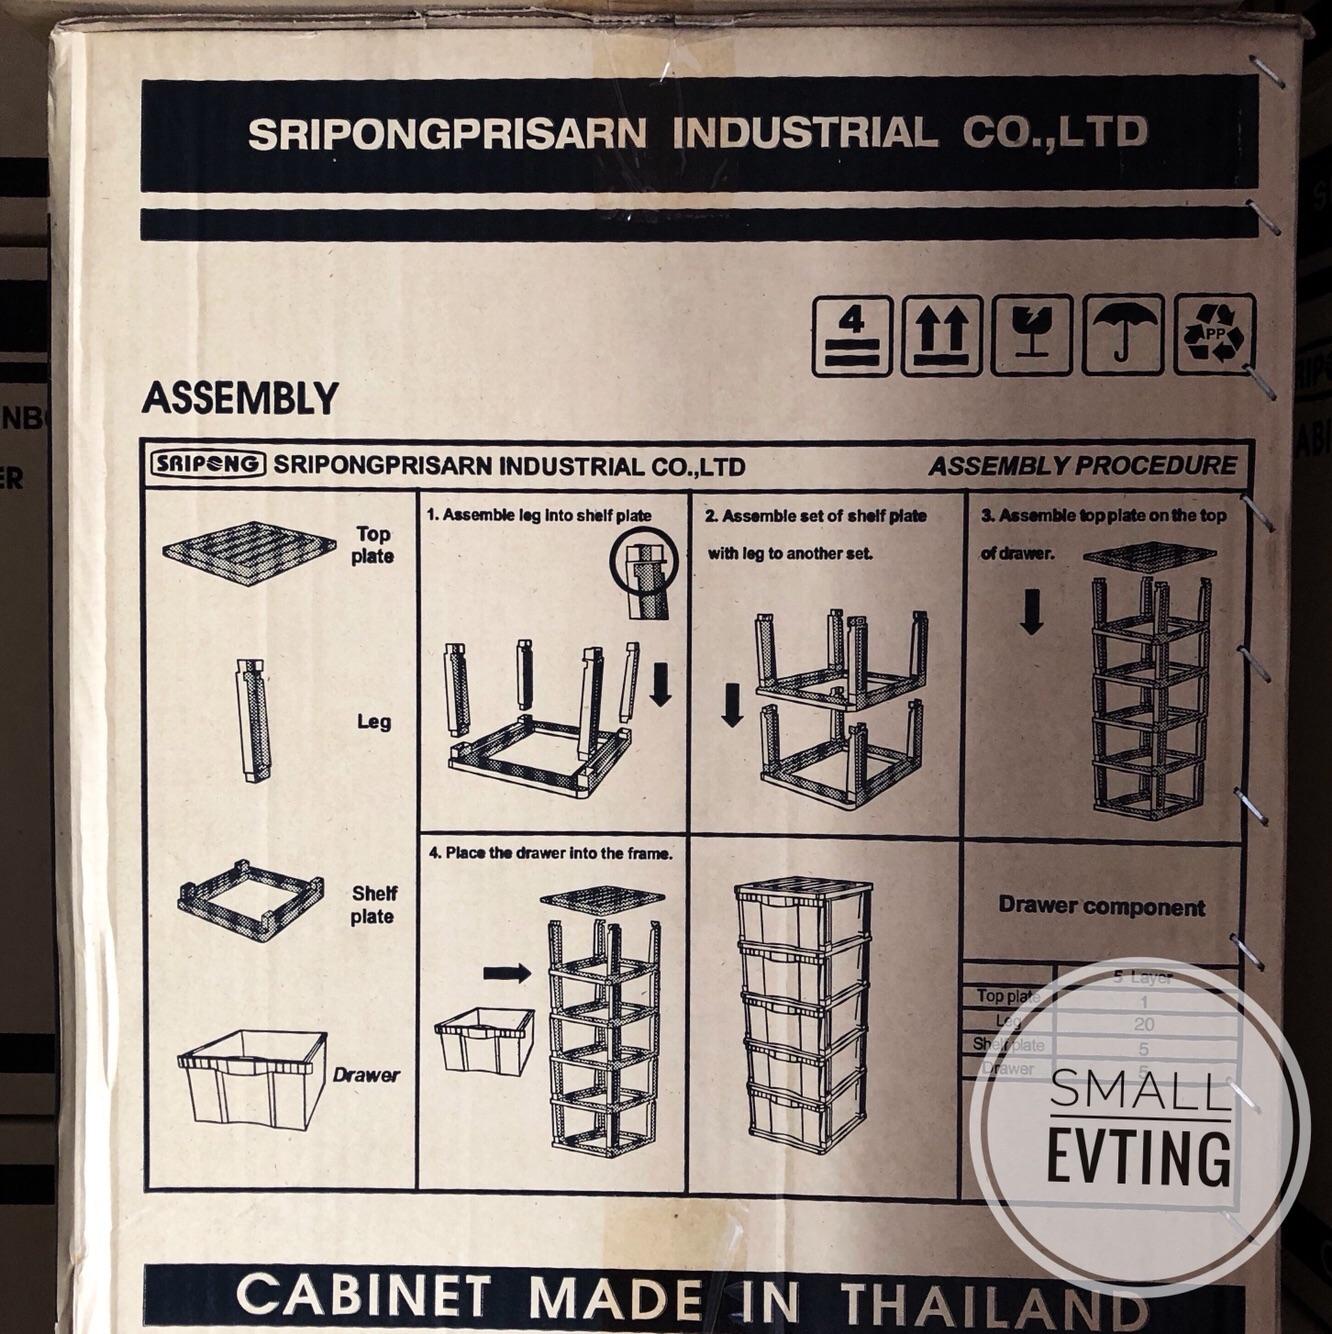 SRIPONGPRISARN INDUSTRIAL CO.,LTD
4
PP
ASSEMBLY
SRIPONG SRIPONGPRISARN INDUSTRIAL CO.,LTD
ASSEMBLY PROCEDURE
Top
plate
Leg
Shelf
plate
Drawer
1. Assemble leg into shelf plate
2. Assemble set of shelf plate
with leg to another set.
3. Assemble top plate on the top
of drawer.
4. Place the drawer into the frame.
Drawer component
5 Layer
Top plate 1
Leg 20
Shelf plate 5
Drawer 5
SMALL
EVTING
CABINET MADE IN THAILAND